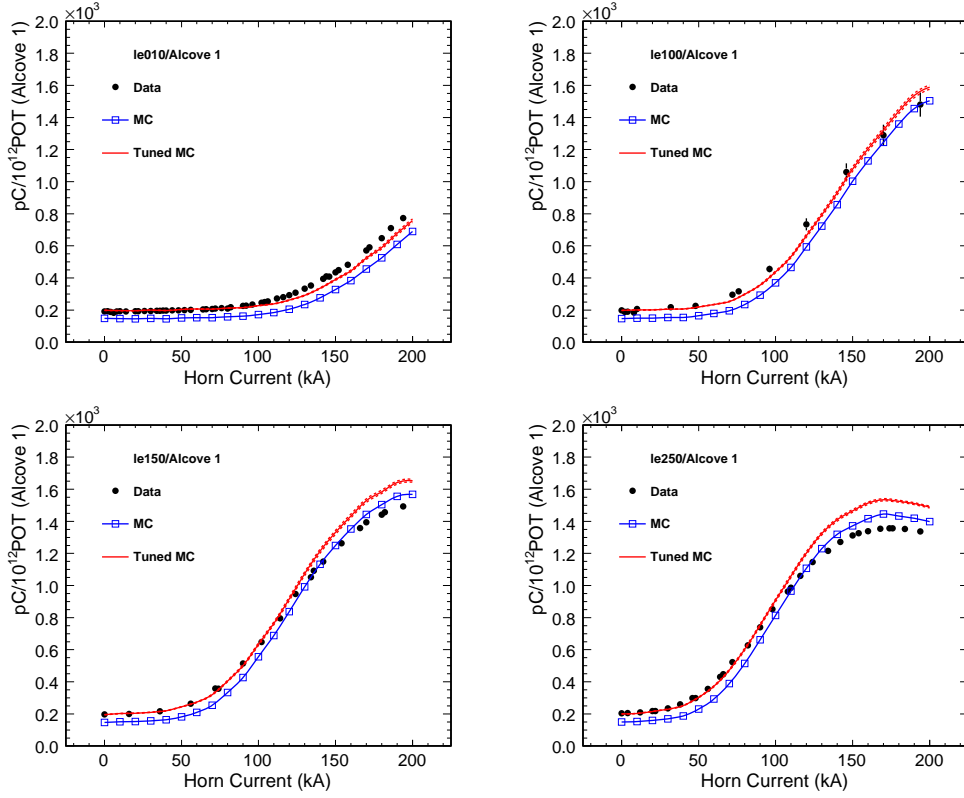 ×10³
2.0
1.8
1.6
1.4
1.2
1.0
0.8
0.6
0.4
0.2
0.0
pC/10¹²POT (Alcove 1)
le010/Alcove 1
Data
MC
Tuned MC
0 50 100 150 200
Horn Current (kA)
×10³
2.0
1.8
1.6
1.4
1.2
1.0
0.8
0.6
0.4
0.2
0.0
pC/10¹²POT (Alcove 1)
le100/Alcove 1
Data
MC
Tuned MC
0 50 100 150 200
Horn Current (kA)
×10³
2.0
1.8
1.6
1.4
1.2
1.0
0.8
0.6
0.4
0.2
0.0
pC/10¹²POT (Alcove 1)
le150/Alcove 1
Data
MC
Tuned MC
0 50 100 150 200
Horn Current (kA)
×10³
2.0
1.8
1.6
1.4
1.2
1.0
0.8
0.6
0.4
0.2
0.0
pC/10¹²POT (Alcove 1)
le250/Alcove 1
Data
MC
Tuned MC
0 50 100 150 200
Horn Current (kA)